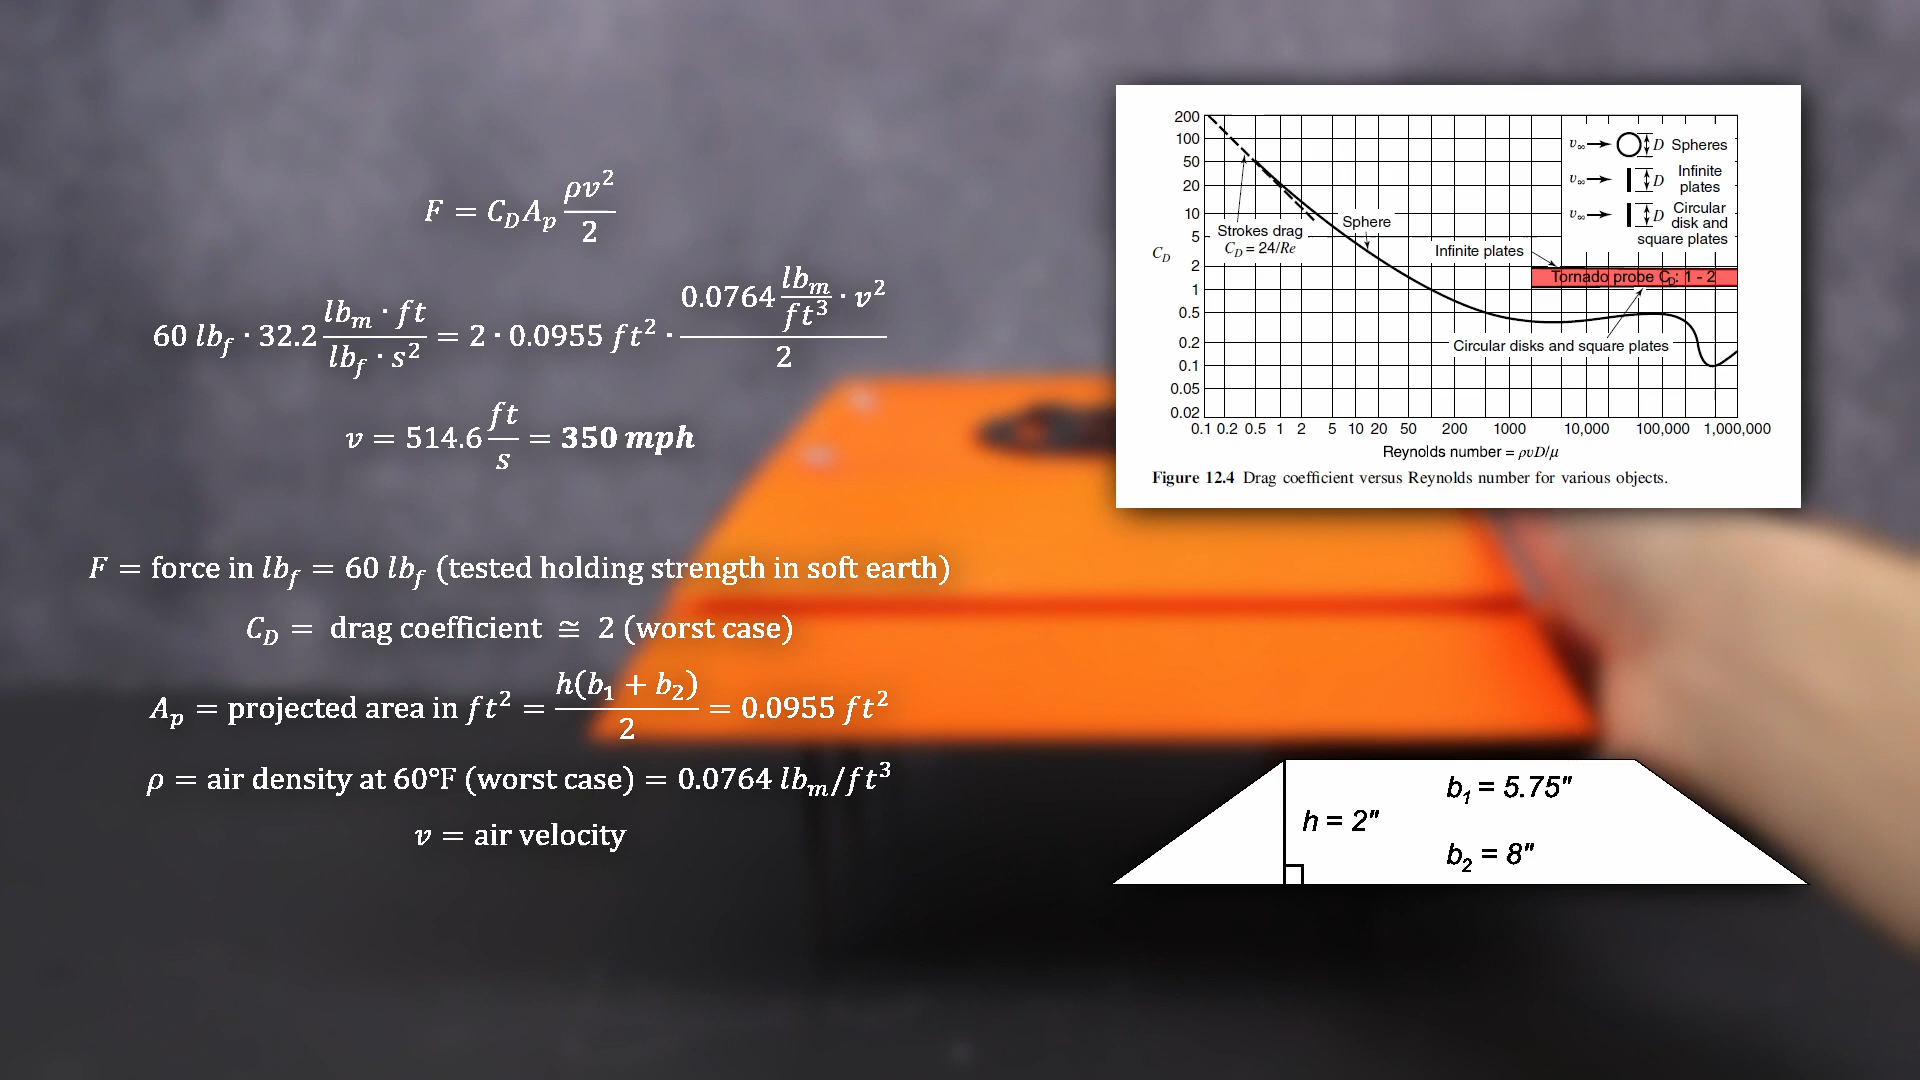 F = C_D A_p ρv²/2
60 lb_f · 32.2 (lb_m · ft)/(lb_f · s²) = 2 · 0.0955 ft² · (0.0764 lb_m/ft³ · v²)/2
v = 514.6 ft/s = 350 mph
F = force in lb_f = 60 lb_f (tested holding strength in soft earth)
C_D = drag coefficient ≅ 2 (worst case)
A_p = projected area in ft² = h(b₁ + b₂)/2 = 0.0955 ft²
ρ = air density at 60°F (worst case) = 0.0764 lb_m/ft³
v = air velocity
200
100
50
20
10
5
2
1
0.5
0.2
0.1
0.05
0.02
C_D
v∞ D Spheres
v∞ D Infinite
plates
v∞ D Circular
disk and
square plates
Strokes drag
C_D = 24/Re
Sphere
Infinite plates
Tornado probe C_D: 1 - 2
Circular disks and square plates
0.1 0.2 0.5 1 2 5 10 20 50 200 1000 10,000 100,000 1,000,000
Reynolds number = ρvD/μ
Figure 12.4 Drag coefficient versus Reynolds number for various objects.
b₁ = 5.75"
h = 2"
b₂ = 8"